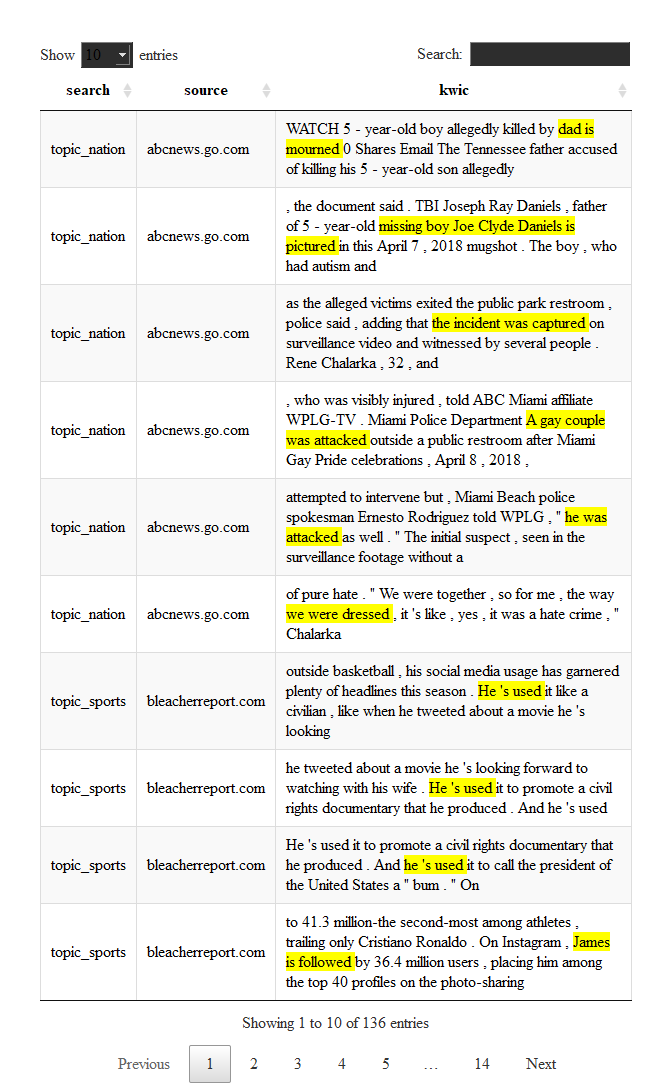 Show 10 entries Search:
search source kwic
WATCH 5 - year-old boy allegedly killed by dad is
topic_nation abcnews.go.com mourned 0 Shares Email The Tennessee father accused
of killing his 5 - year-old son allegedly
, the document said . TBI Joseph Ray Daniels , father
of 5 - year-old missing boy Joe Clyde Daniels is
topic_nation abcnews.go.com pictured in this April 7 , 2018 mugshot . The boy , who
had autism and
as the alleged victims exited the public park restroom ,
police said , adding that the incident was captured on
topic_nation abcnews.go.com surveillance video and witnessed by several people .
Rene Chalarka , 32 , and
, who was visibly injured , told ABC Miami affiliate
WPLG-TV . Miami Police Department A gay couple
topic_nation abcnews.go.com was attacked outside a public restroom after Miami
Gay Pride celebrations , April 8 , 2018 ,
attempted to intervene but , Miami Beach police
spokesman Ernesto Rodriguez told WPLG , " he was
topic_nation abcnews.go.com attacked as well . " The initial suspect , seen in the
surveillance footage without a
of pure hate . " We were together , so for me , the way
topic_nation abcnews.go.com we were dressed , it 's like , yes , it was a hate crime , "
Chalarka
outside basketball , his social media usage has garnered
plenty of headlines this season . He 's used it like a
topic_sports bleacherreport.com civilian , like when he tweeted about a movie he 's
looking
he tweeted about a movie he 's looking forward to
topic_sports bleacherreport.com watching with his wife . He 's used it to promote a civil
rights documentary that he produced . And he 's used
He 's used it to promote a civil rights documentary that
topic_sports bleacherreport.com he produced . And he 's used it to call the president of
the United States a " bum . " On
to 41.3 million-the second-most among athletes ,
trailing only Cristiano Ronaldo . On Instagram , James
topic_sports bleacherreport.com is followed by 36.4 million users , placing him among
the top 40 profiles on the photo-sharing
Showing 1 to 10 of 136 entries
Previous 1 2 3 4 5 … 14 Next